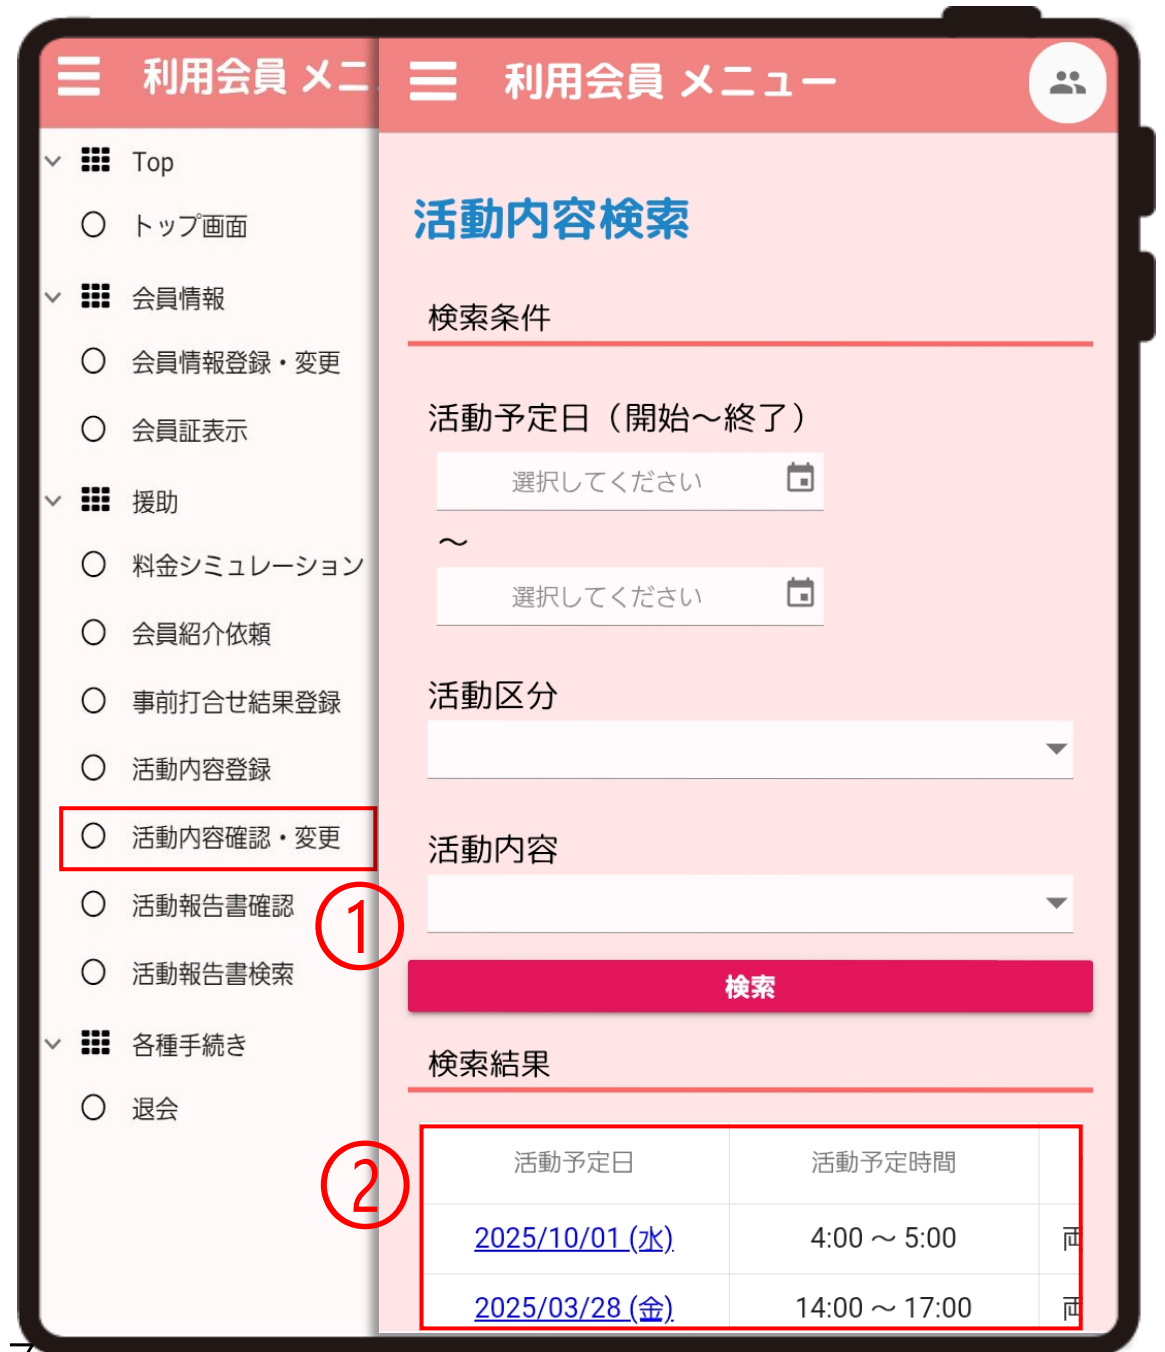 利用会員 メニ
Top
トップ画面
会員情報
会員情報登録・変更
会員証表示
援助
料金シミュレーション
会員紹介依頼
事前打合せ結果登録
活動内容登録
活動内容確認・変更
活動報告書確認
活動報告書検索
各種手続き
退会
①
利用会員 メニュー
活動内容検索
検索条件
活動予定日（開始～終了）
選択してください
～
選択してください
活動区分
活動内容
検索
検索結果
②
活動予定日 活動予定時間
2025/10/01 (水) 4:00 ～ 5:00
2025/03/28 (金) 14:00 ～ 17:00